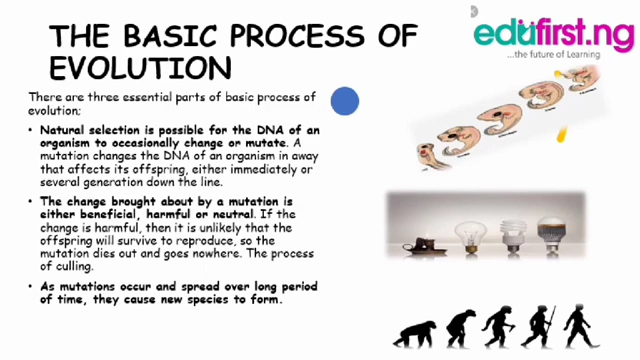 THE BASIC PROCESS OF
EVOLUTION
edufirst.ng
...the future of Learning
There are three essential parts of basic process of
evolution;
• Natural selection is possible for the DNA of an
organism to occasionally change or mutate. A
mutation changes the DNA of an organism in away
that affects its offspring, either immediately or
several generation down the line.
• The change brought about by a mutation is
either beneficial, harmful or neutral. If the
change is harmful, then it is unlikely that the
offspring will survive to reproduce, so the
mutation dies out and goes nowhere. The process
of culling.
• As mutations occur and spread over long period
of time, they cause new species to form.